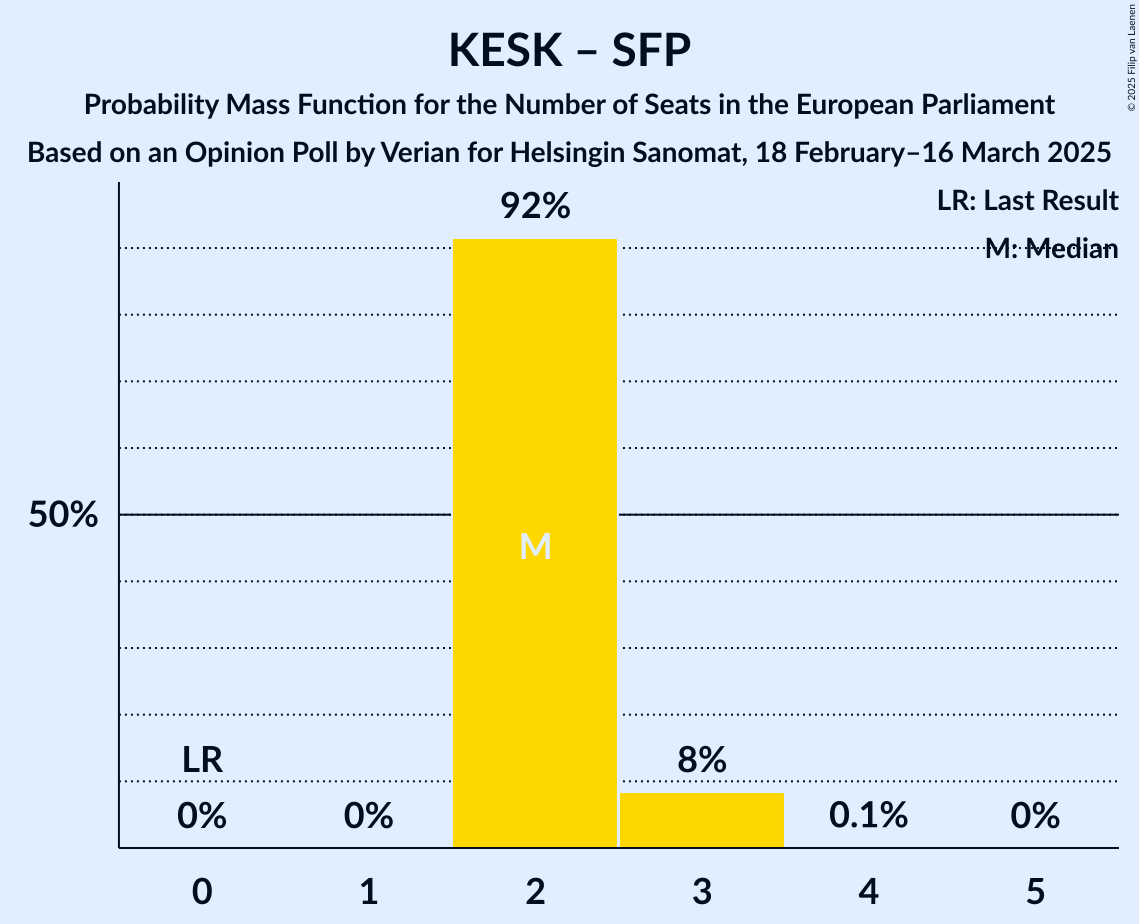 KESK – SFP
Probability Mass Function for the Number of Seats in the European Parliament
Based on an Opinion Poll by Verian for Helsingin Sanomat, 18 February–16 March 2025
© 2025 Filip van Laenen
LR: Last Result
M: Median
92%
50%
M
LR
8%
0%
0%
0.1%
0%
0
1
2
3
4
5